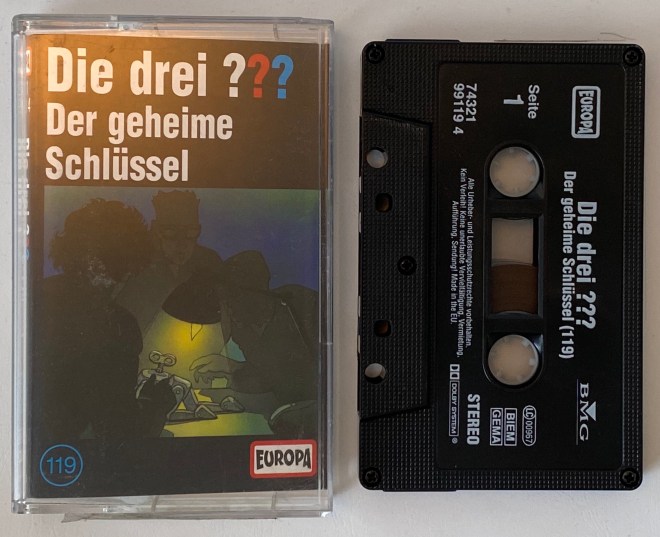 Die drei ???
Der geheime
Schlüssel
119
EUROPA
EUROPA
Seite
1
74321
99119 4
Die drei ???
Der geheime Schlüssel (119)
Alle Urheber- und Leistungsschutzrechte vorbehalten.
Kein Verleih! Keine unerlaubte Vervielfältigung, Vermietung,
Aufführung, Sendung! Made in the EU.
BMG
DOLBY SYSTEM ®
STEREO
LC 00967
BIEM
GEMA